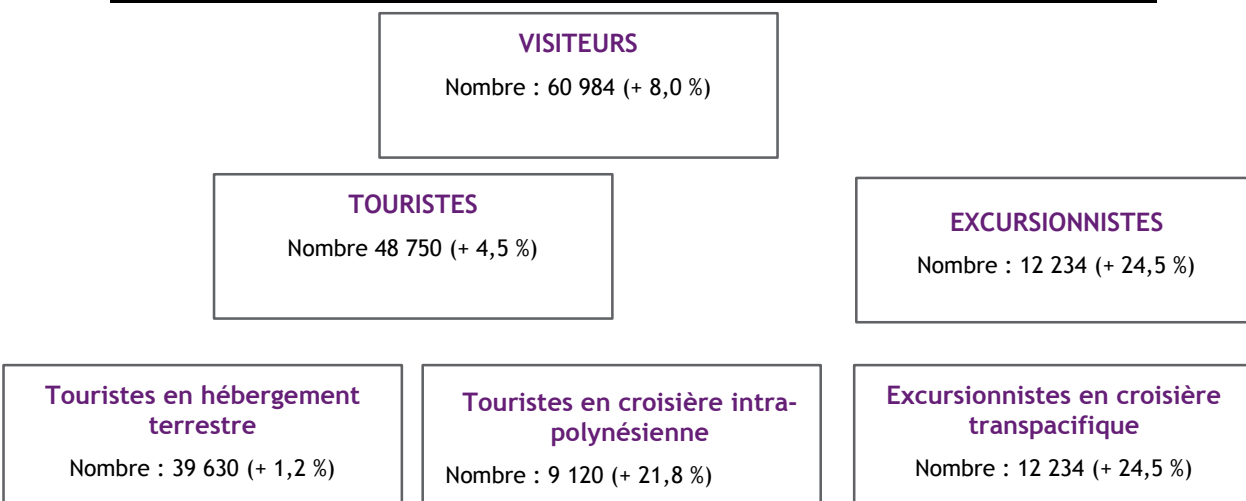 VISITEURS
Nombre : 60 984 (+ 8,0 %)
TOURISTES
Nombre 48 750 (+ 4,5 %)
EXCURSIONNISTES
Nombre : 12 234 (+ 24,5 %)
Touristes en hébergement
terrestre
Nombre : 39 630 (+ 1,2 %)
Touristes en croisière intra-
polynésienne
Nombre : 9 120 (+ 21,8 %)
Excursionnistes en croisière
transpacifique
Nombre : 12 234 (+ 24,5 %)